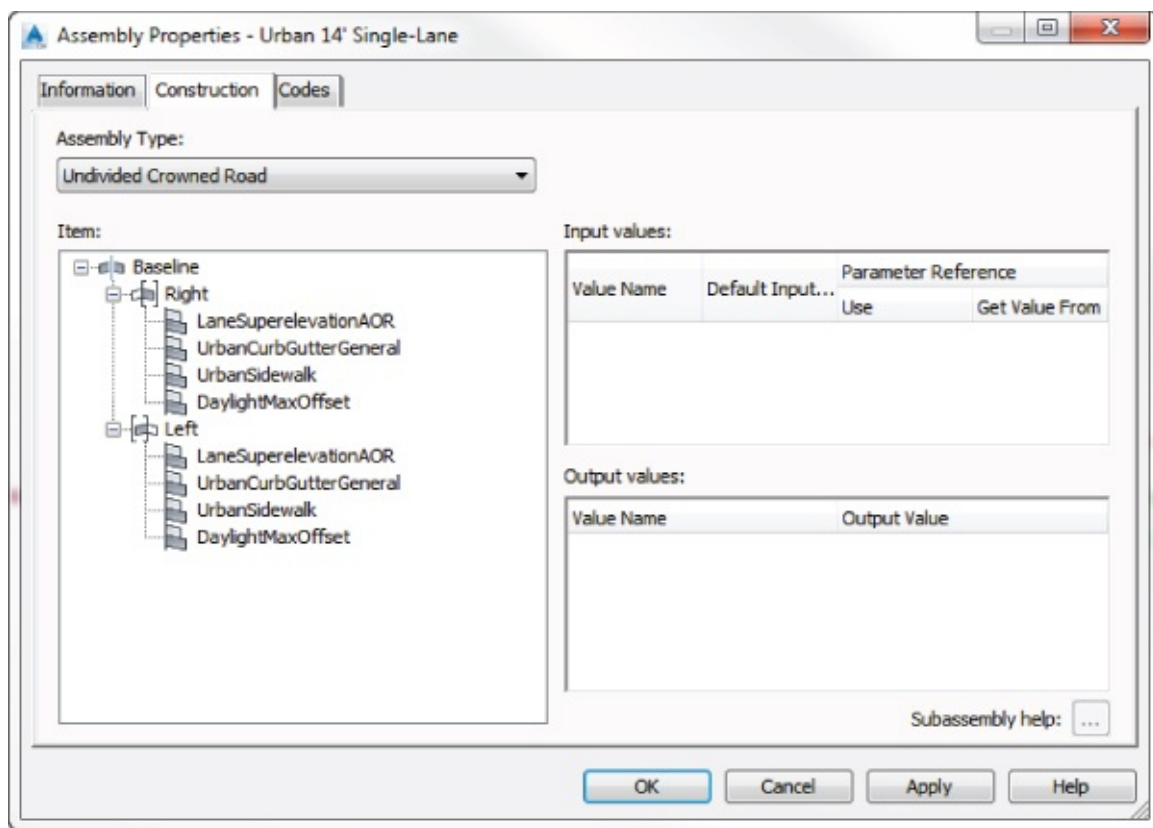 Assembly Properties - Urban 14' Single-Lane
Information Construction Codes
Assembly Type:
Undivided Crowned Road
Item:
Baseline
Right
LaneSuperelevationAOR
UrbanCurbGutterGeneral
UrbanSidewalk
DaylightMaxOffset
Left
LaneSuperelevationAOR
UrbanCurbGutterGeneral
UrbanSidewalk
DaylightMaxOffset
Input values:
Value Name Default Input... Parameter Reference
Use Get Value From
Output values:
Value Name Output Value
Subassembly help: ...
OK Cancel Apply Help